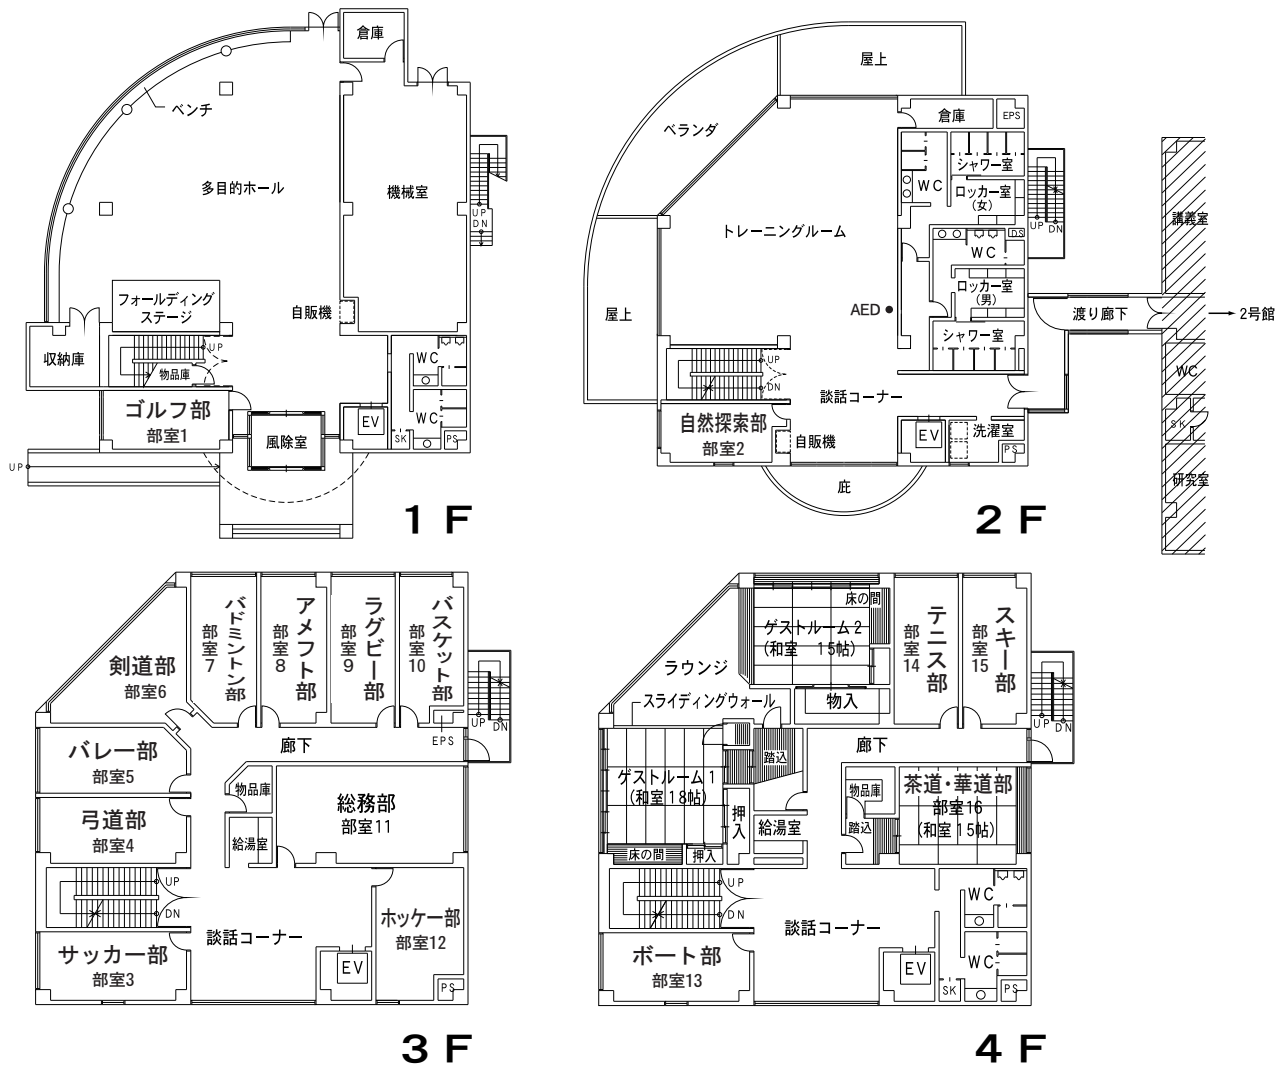 倉庫
ベンチ
多目的ホール
機械室
UP
DN
フォールディング
ステージ
自販機
収納庫
UP
物品庫
WC
WC
ゴルフ部
部室1
風除室
EV
SK
PS
UP
1F
屋上
ベランダ
倉庫
EPS
シャワー室
WC
ロッカー室
(女)
DS
UP
DN
トレーニングルーム
WC
ロッカー室
(男)
AED
シャワー室
屋上
渡り廊下
講義室
2号館
WC
SK
研究室
UP
DN
談話コーナー
自然探索部
部室2
自販機
EV
洗濯室
PS
庇
2F
剣道部
部室6
バドミントン部
部室7
アメフト部
部室8
ラグビー部
部室9
バスケット部
部室10
EPS
UP
DN
バレー部
部室5
廊下
物品庫
総務部
部室11
弓道部
部室4
給湯室
UP
DN
談話コーナー
ホッケー部
部室12
サッカー部
部室3
EV
PS
3F
床の間
ゲストルーム2
(和室 15帖)
ラウンジ
スライディングウォール
物入
テニス部
部室14
スキー部
部室15
UP
DN
廊下
踏込
ゲストルーム1
(和室18帖)
押入
給湯室
床の間
押入
物品庫
踏込
茶道・華道部
部室16
(和室15帖)
UP
DN
談話コーナー
WC
WC
ボート部
部室13
EV
SK
PS
4F